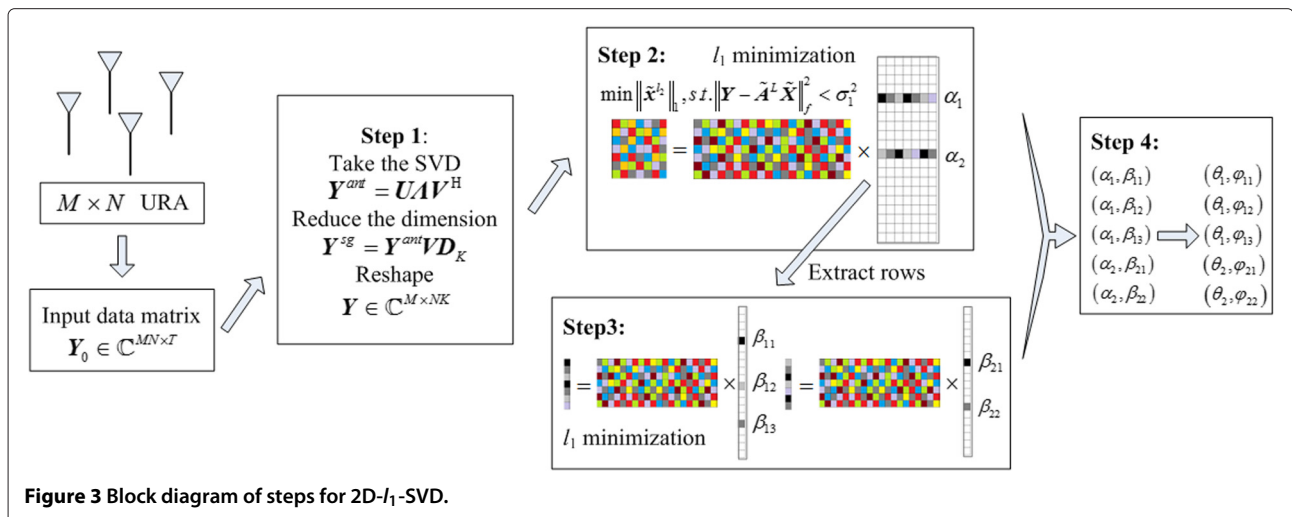 M × N URA
Input data matrix
Y₀ ∈ ℂ^{MN×T}
Step 1:
Take the SVD
Y^{ant} = UΛV^H
Reduce the dimension
Y^{sg} = Y^{ant}VD_K
Reshape
Y ∈ ℂ^{M×NK}
Step 2: l₁ minimization
min‖x̃^{l₂}‖₁, s.t.‖Y − Ã^L X̃‖_f^2 < σ₁²
= ×
α₁
α₂
Extract rows
Step3:
= × = ×
β₁₁
β₁₂
β₁₃
β₂₁
β₂₂
l₁ minimization
Step 4:
(α₁, β₁₁) (θ₁, φ₁₁)
(α₁, β₁₂) (θ₁, φ₁₂)
(α₁, β₁₃) (θ₁, φ₁₃)
(α₂, β₂₁) (θ₂, φ₂₁)
(α₂, β₂₂) (θ₂, φ₂₂)
Figure 3 Block diagram of steps for 2D-l₁-SVD.